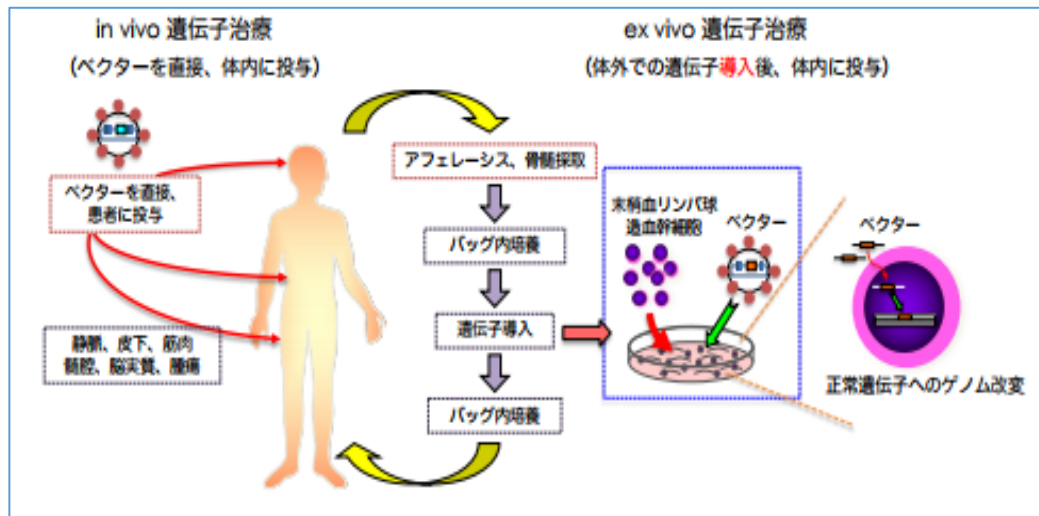 in vivo 遺伝子治療
(ベクターを直接、体内に投与)
ベクターを直接、
患者に投与
静脈、皮下、筋肉
髄腔、脳実質、腫瘍
ex vivo 遺伝子治療
(体外での遺伝子導入後、体内に投与)
アフェレーシス、骨髄採取
バッグ内培養
遺伝子導入
バッグ内培養
末梢血リンパ球
造血幹細胞
ベクター
ベクター
正常遺伝子へのゲノム改変